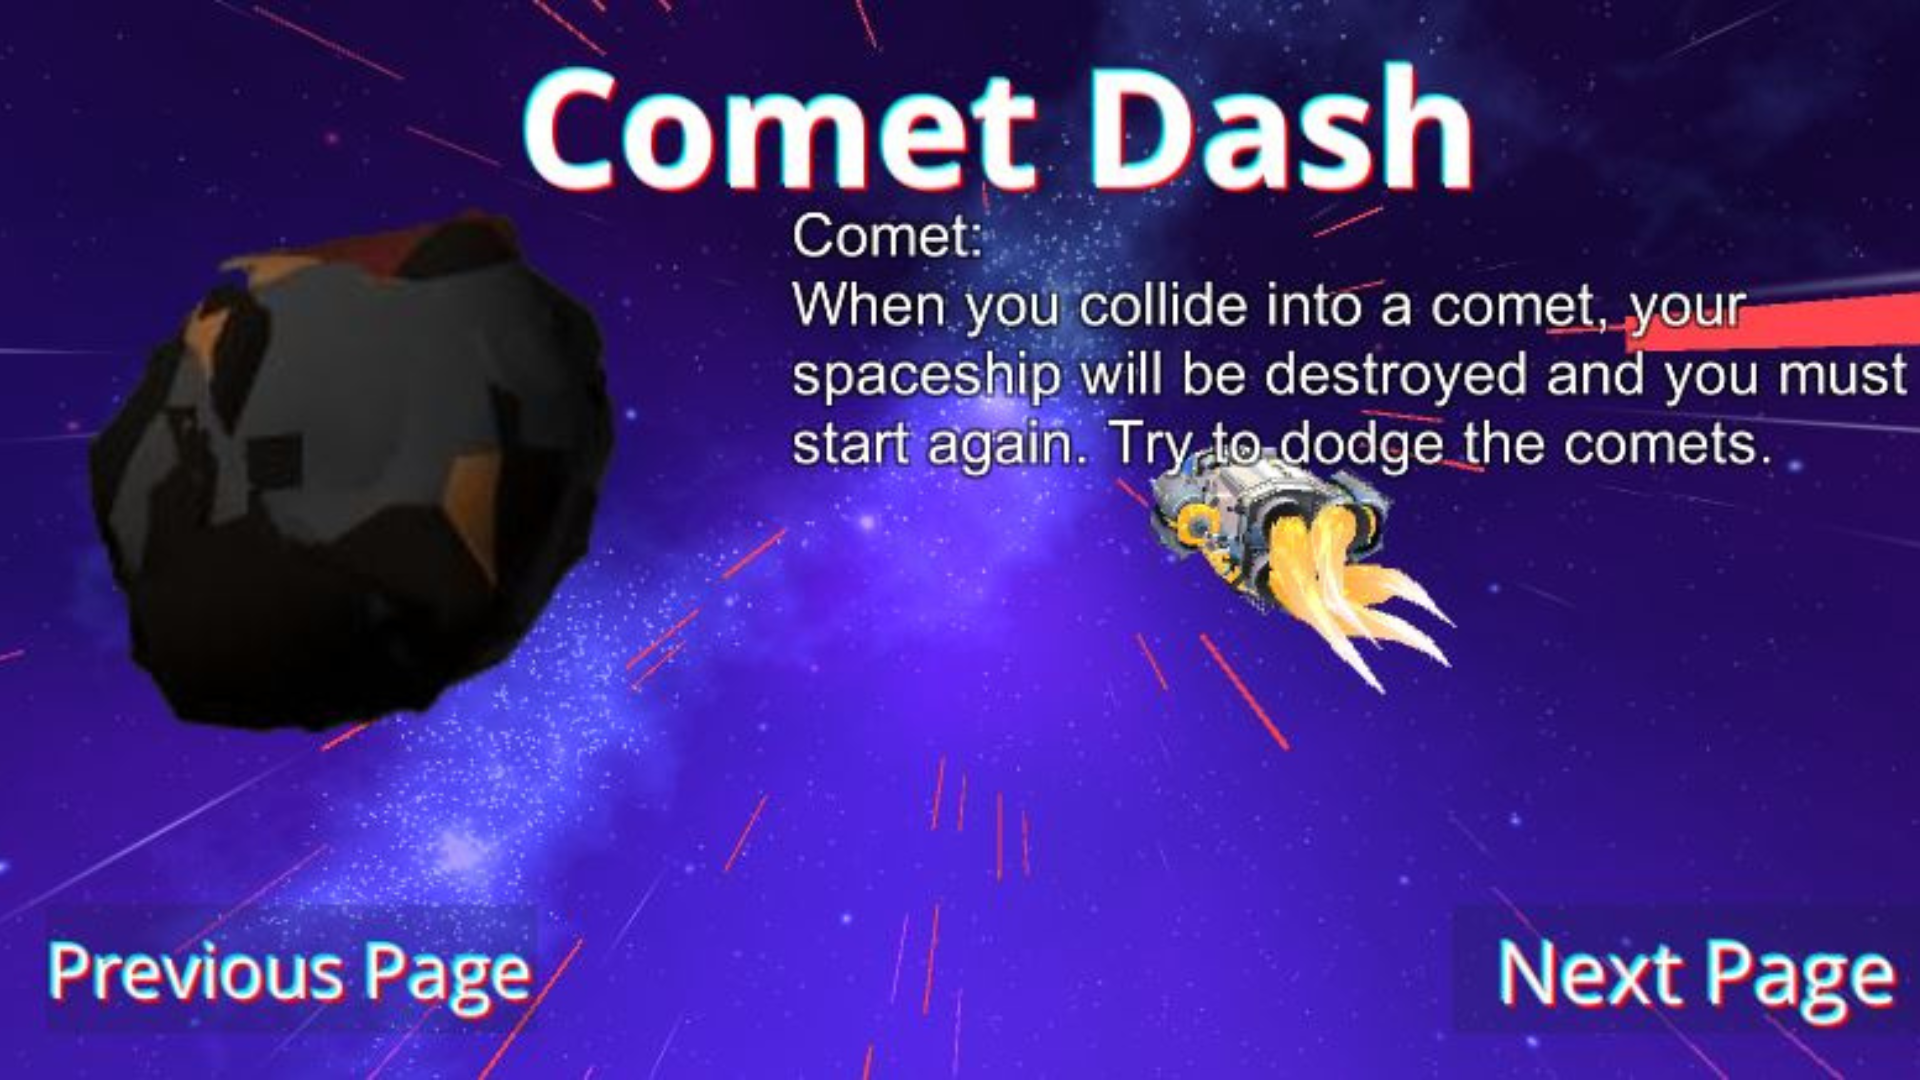 Comet Dash
Comet:
When you collide into a comet, your
spaceship will be destroyed and you must
start again. Try to dodge the comets.
Previous Page
Next Page